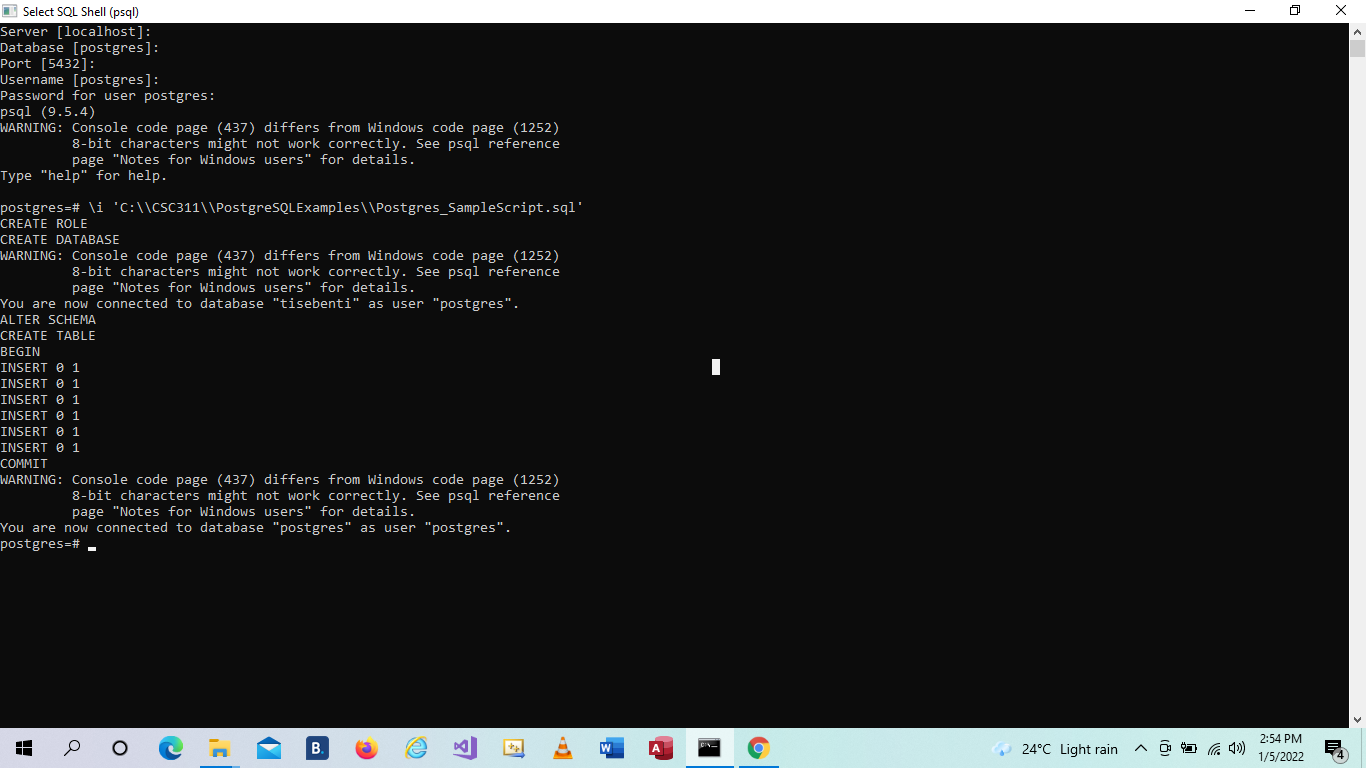 Select SQL Shell (psql)
Server [localhost]:
Database [postgres]:
Port [5432]:
Username [postgres]:
Password for user postgres:
psql (9.5.4)
WARNING: Console code page (437) differs from Windows code page (1252)
         8-bit characters might not work correctly. See psql reference
         page "Notes for Windows users" for details.
Type "help" for help.

postgres=# \i 'C:\\CSC311\\PostgreSQLExamples\\Postgres_SampleScript.sql'
CREATE ROLE
CREATE DATABASE
WARNING: Console code page (437) differs from Windows code page (1252)
         8-bit characters might not work correctly. See psql reference
         page "Notes for Windows users" for details.
You are now connected to database "tisebenti" as user "postgres".
ALTER SCHEMA
CREATE TABLE
BEGIN
INSERT 0 1
INSERT 0 1
INSERT 0 1
INSERT 0 1
INSERT 0 1
INSERT 0 1
COMMIT
WARNING: Console code page (437) differs from Windows code page (1252)
         8-bit characters might not work correctly. See psql reference
         page "Notes for Windows users" for details.
You are now connected to database "postgres" as user "postgres".
postgres=#
B.
W
A
C:\.
24°C Light rain
2:54 PM
1/5/2022
4